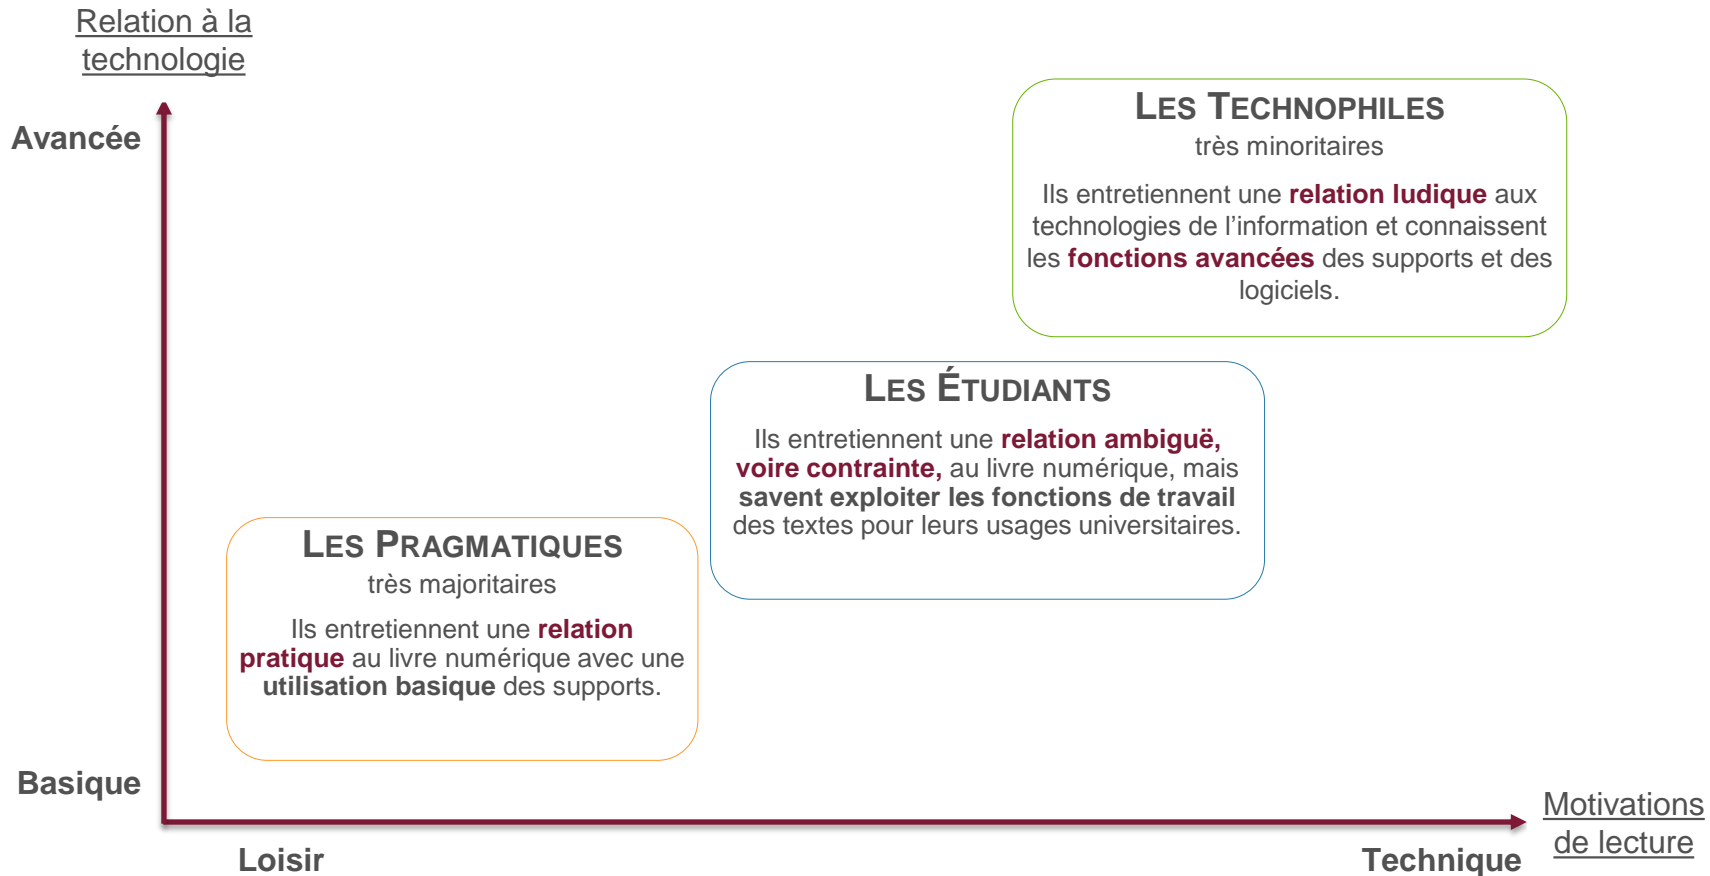 Relation à la
technologie
Avancée
LES TECHNOPHILES
très minoritaires
Ils entretiennent une relation ludique aux
technologies de l’information et connaissent
les fonctions avancées des supports et des
logiciels.
LES ÉTUDIANTS
Ils entretiennent une relation ambiguë,
voire contrainte, au livre numérique, mais
savent exploiter les fonctions de travail
des textes pour leurs usages universitaires.
LES PRAGMATIQUES
très majoritaires
Ils entretiennent une relation
pratique au livre numérique avec une
utilisation basique des supports.
Basique
Motivations
de lecture
Loisir
Technique